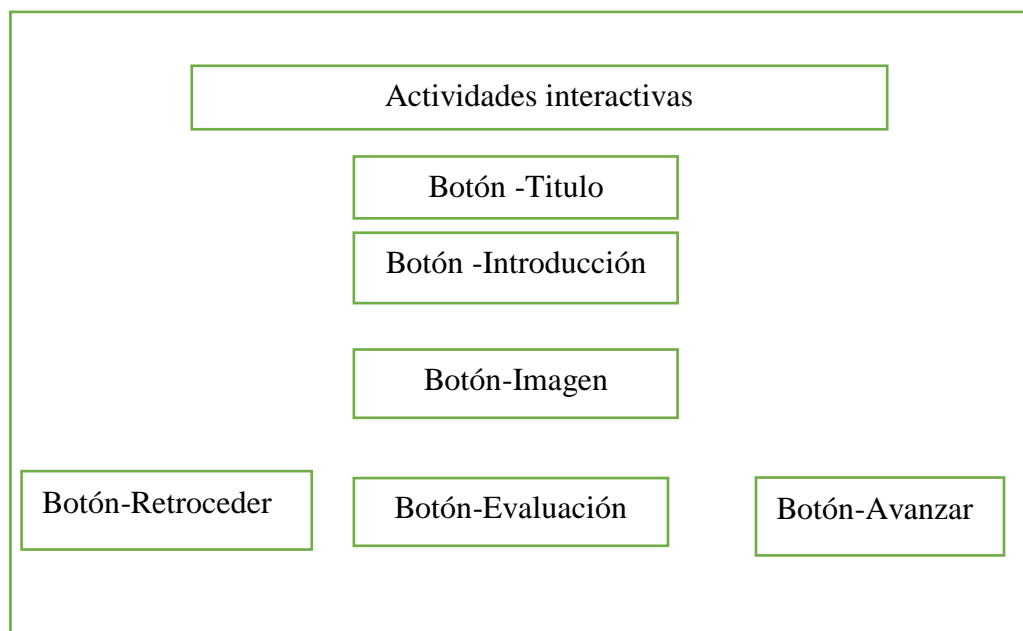 Actividades interactivas
Botón -Titulo
Botón -Introducción
Botón-Imagen
Botón-Retroceder
Botón-Evaluación
Botón-Avanzar